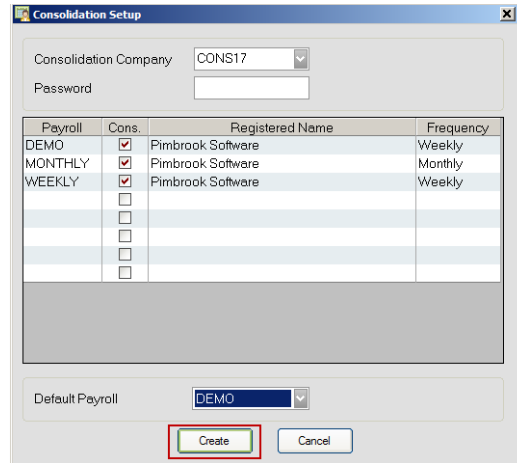 Consolidation Setup
Consolidation Company CONS17
Password
Payroll Cons. Registered Name Frequency
DEMO Pimbrook Software Weekly
MONTHLY Pimbrook Software Monthly
WEEKLY Pimbrook Software Weekly
Default Payroll DEMO
Create Cancel